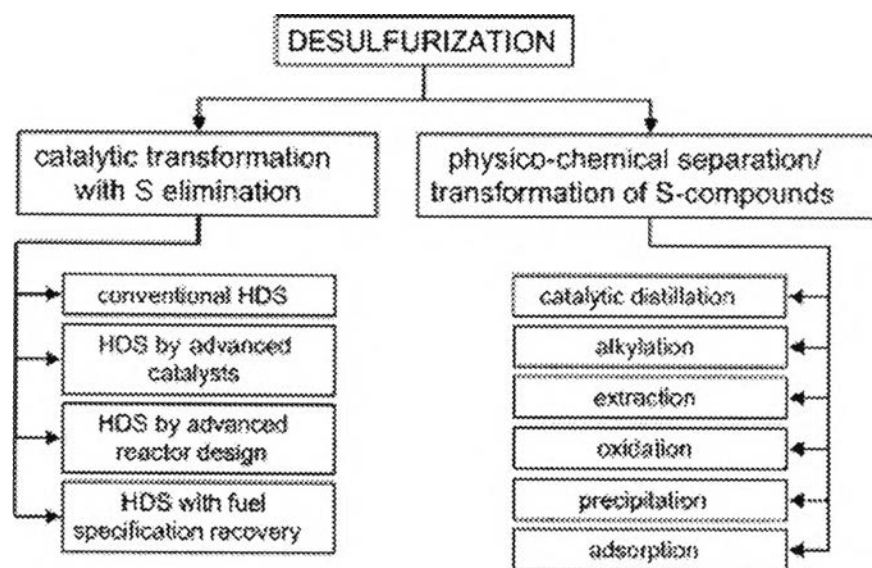 DESULFURIZATION
catalytic transformation
with S elimination
physico-chemical separation/
transformation of S-compounds
conventional HDS
HDS by advanced
catalysts
HDS by advanced
reactor design
HDS with fuel
specification recovery
catalytic distillation
alkylation
extraction
oxidation
precipitation
adsorption